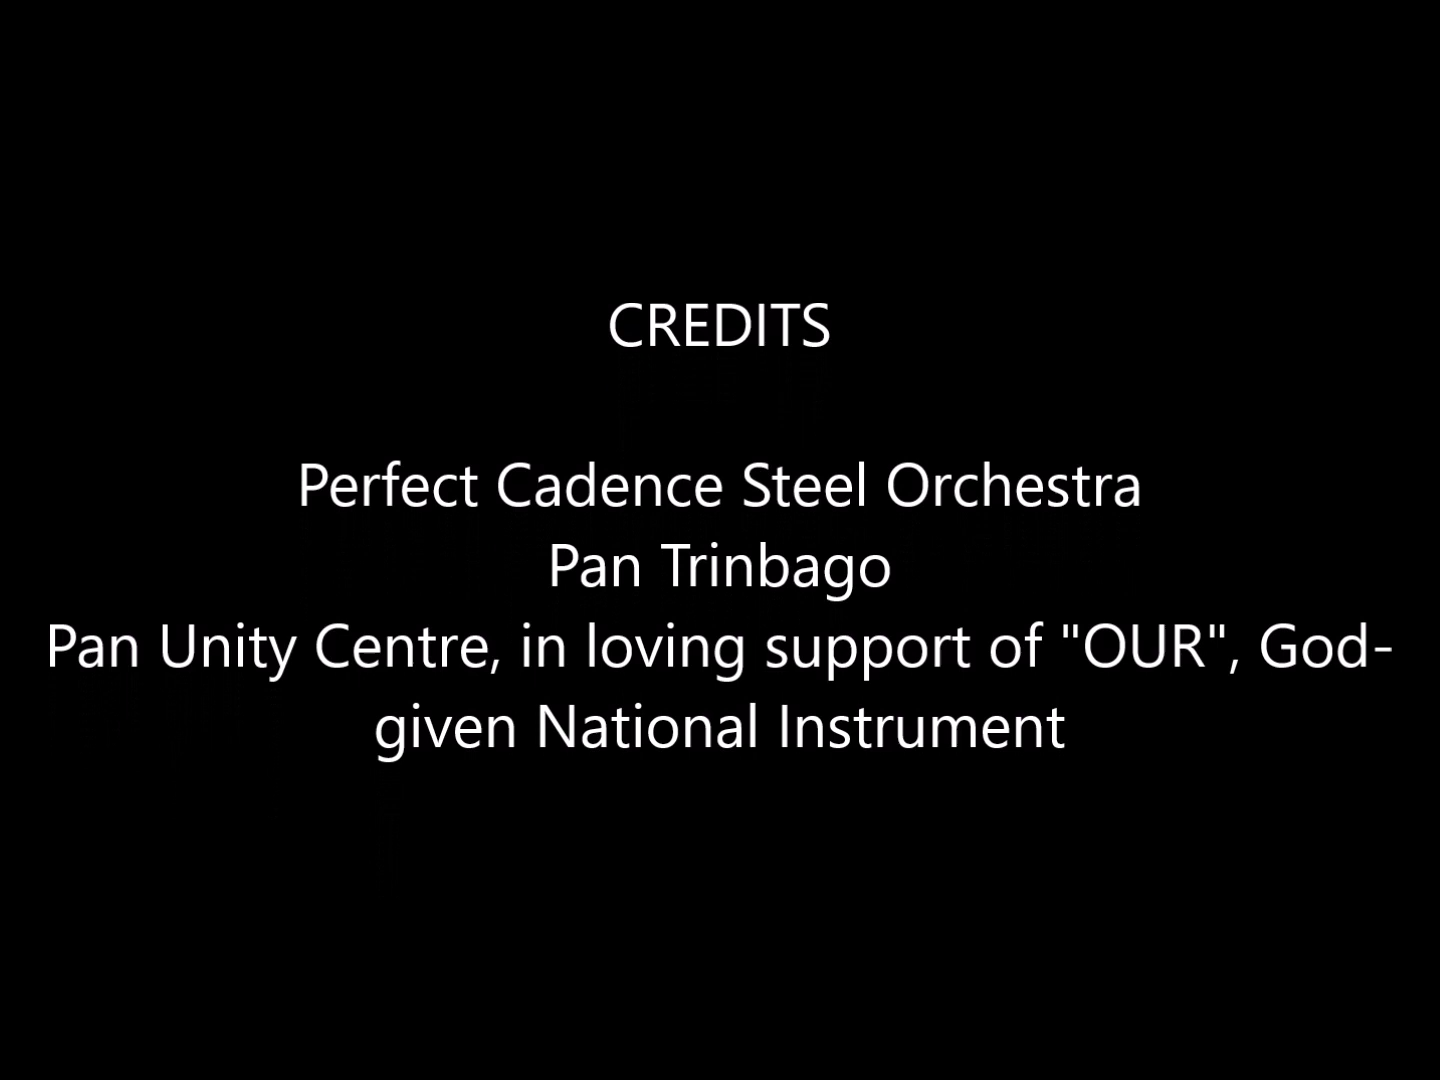 CREDITS
Perfect Cadence Steel Orchestra
Pan Trinbago
Pan Unity Centre, in loving support of "OUR", God-
given National Instrument